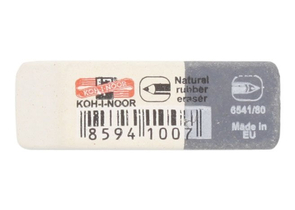 KOH-I-NOOR
KOH-I-NOOR
Natural
rubber
eraser
6541/80
Made in
EU
8594 1007